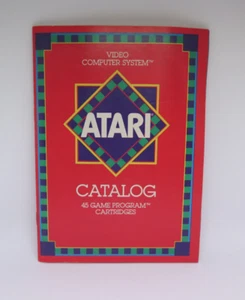 VIDEO
COMPUTER SYSTEM™
ATARI
CATALOG
45 GAME PROGRAM™
CARTRIDGES